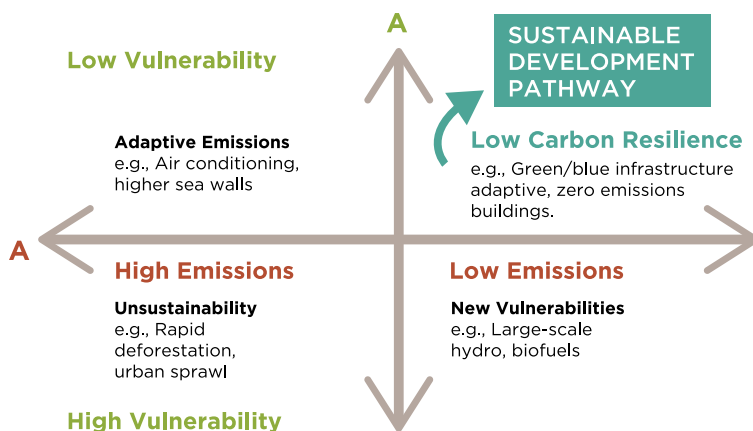 A
Low Vulnerability
SUSTAINABLE
DEVELOPMENT
PATHWAY
Adaptive Emissions
e.g., Air conditioning,
higher sea walls
Low Carbon Resilience
e.g., Green/blue infrastructure
adaptive, zero emissions
buildings.
A
High Emissions
Low Emissions
Unsustainability
e.g., Rapid
deforestation,
urban sprawl
New Vulnerabilities
e.g., Large-scale
hydro, biofuels
High Vulnerability